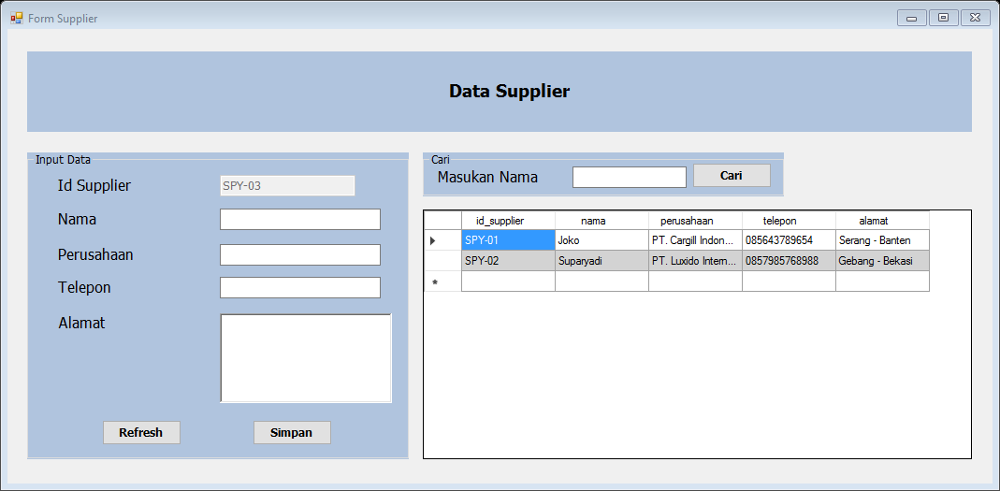 Form Supplier
Data Supplier
Input Data
Id Supplier SPY-03
Nama
Perusahaan
Telepon
Alamat
Refresh Simpan
Cari
Masukan Nama Cari
id_supplier nama perusahaan telepon alamat
SPY-01 Joko PT. Cargill Indon... 085643789654 Serang - Banten
SPY-02 Suparyadi PT. Luxido Intern... 0857985768988 Gebang - Bekasi
*